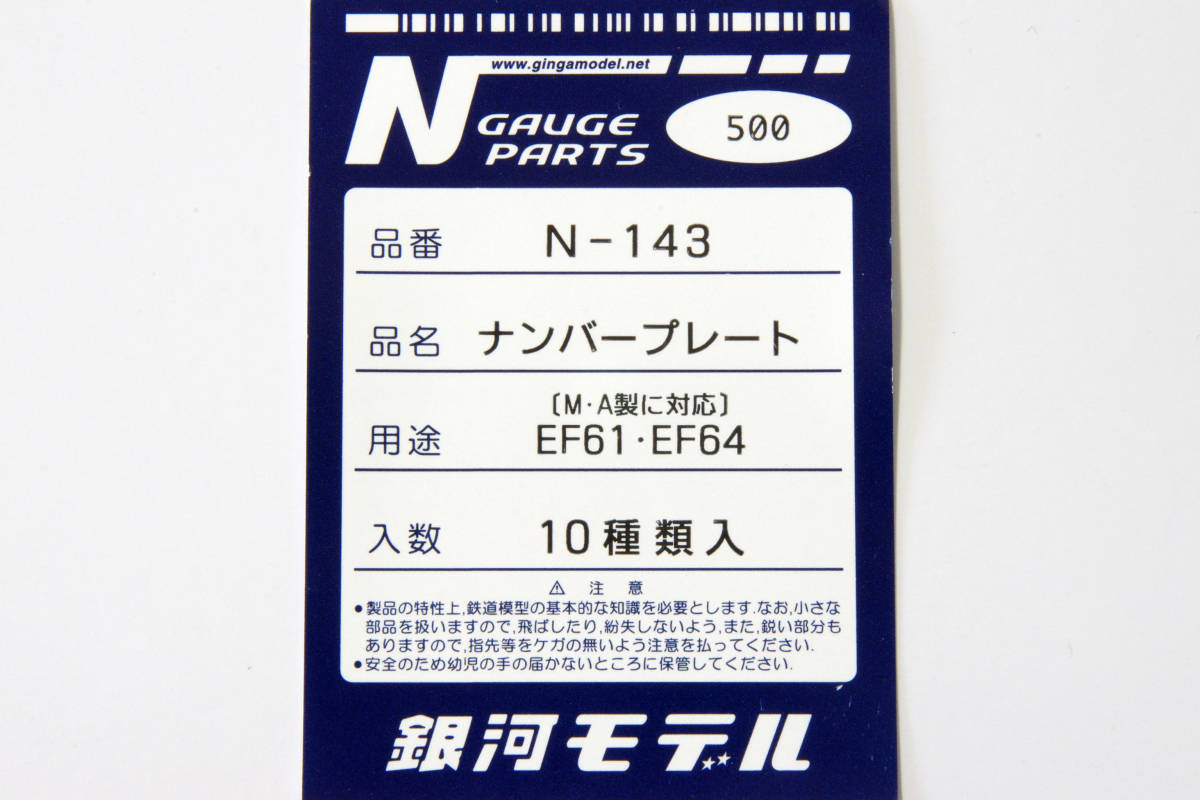 www.gingamodel.net
N GAUGE PARTS
500
品番 N-143
品名 ナンバープレート
〔M・A製に対応〕
用途 EF61・EF64
入数 10種類入
⚠ 注意
●製品の特性上,鉄道模型の基本的な知識を必要とします.なお,小さな
部品を扱いますので,飛ばしたり,紛失しないよう,また,鋭い部分も
ありますので,指先等をケガの無いよう注意を払ってください.
●安全のため幼児の手の届かないところに保管してください.
銀河モデル